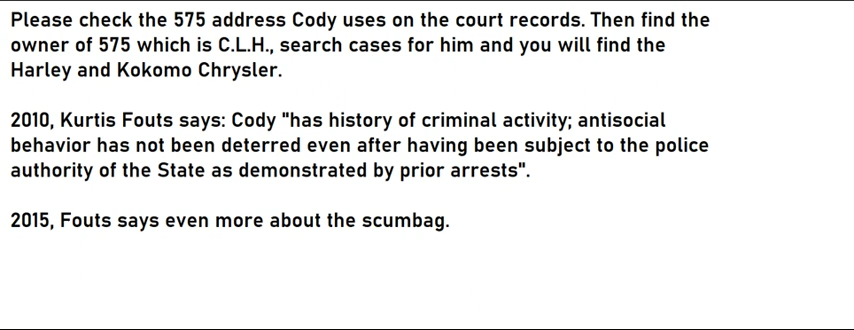 Please check the 575 address Cody uses on the court records. Then find the
owner of 575 which is C.L.H., search cases for him and you will find the
Harley and Kokomo Chrysler.
2010, Kurtis Fouts says: Cody "has history of criminal activity; antisocial
behavior has not been deterred even after having been subject to the police
authority of the State as demonstrated by prior arrests".
2015, Fouts says even more about the scumbag.